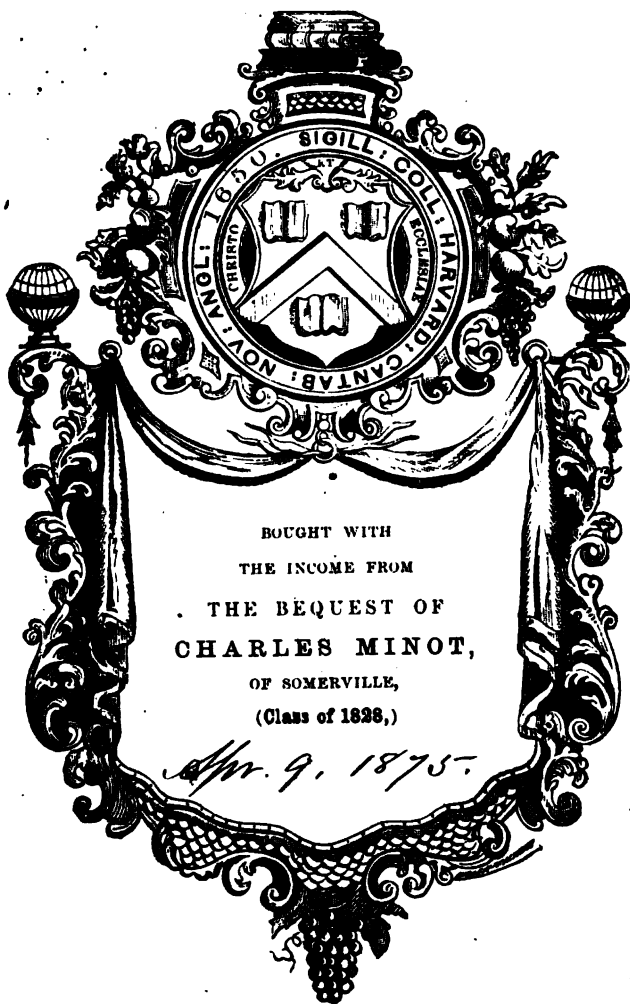 SIGILL: COLL: HARVARD: CANTAB: NOV: ANGL: 1650.
CHRISTO
ET
ECCLESIAE
BOUGHT WITH
THE INCOME FROM
THE BEQUEST OF
CHARLES MINOT,
OF SOMERVILLE,
(Class of 1828,)
Apr. 9, 1875.